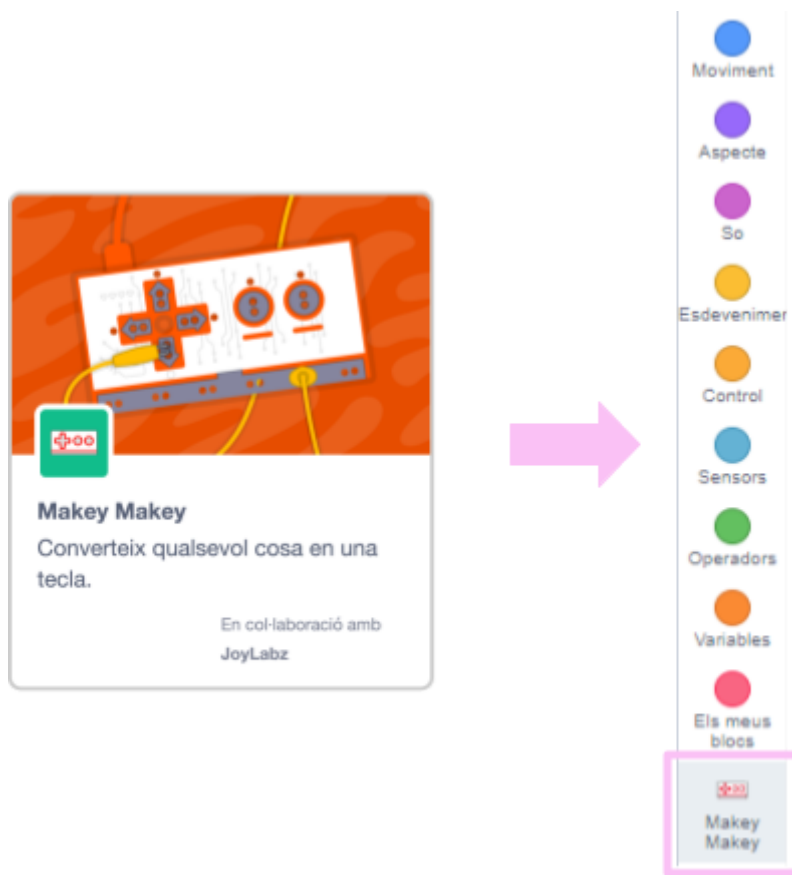 Makey Makey
Converteix qualsevol cosa en una
tecla.
En col·laboració amb
JoyLabz
Moviment
Aspecte
So
Esdevenimer
Control
Sensors
Operadors
Variables
Els meus
blocs
Makey
Makey